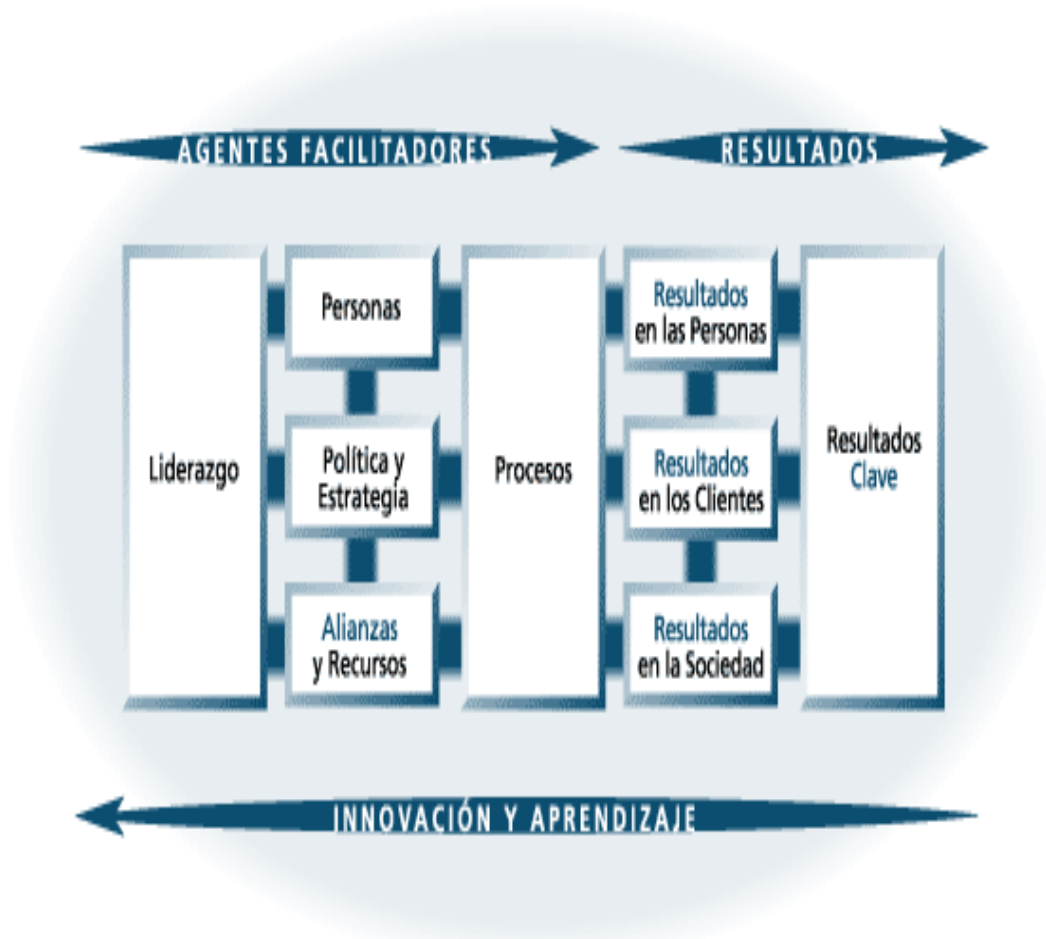 AGENTES FACILITADORES
RESULTADOS
Liderazgo
Personas
Política y
Estrategia
Alianzas
y Recursos
Procesos
Resultados
en las Personas
Resultados
en los Clientes
Resultados
en la Sociedad
Resultados
Clave
INNOVACIÓN Y APRENDIZAJE